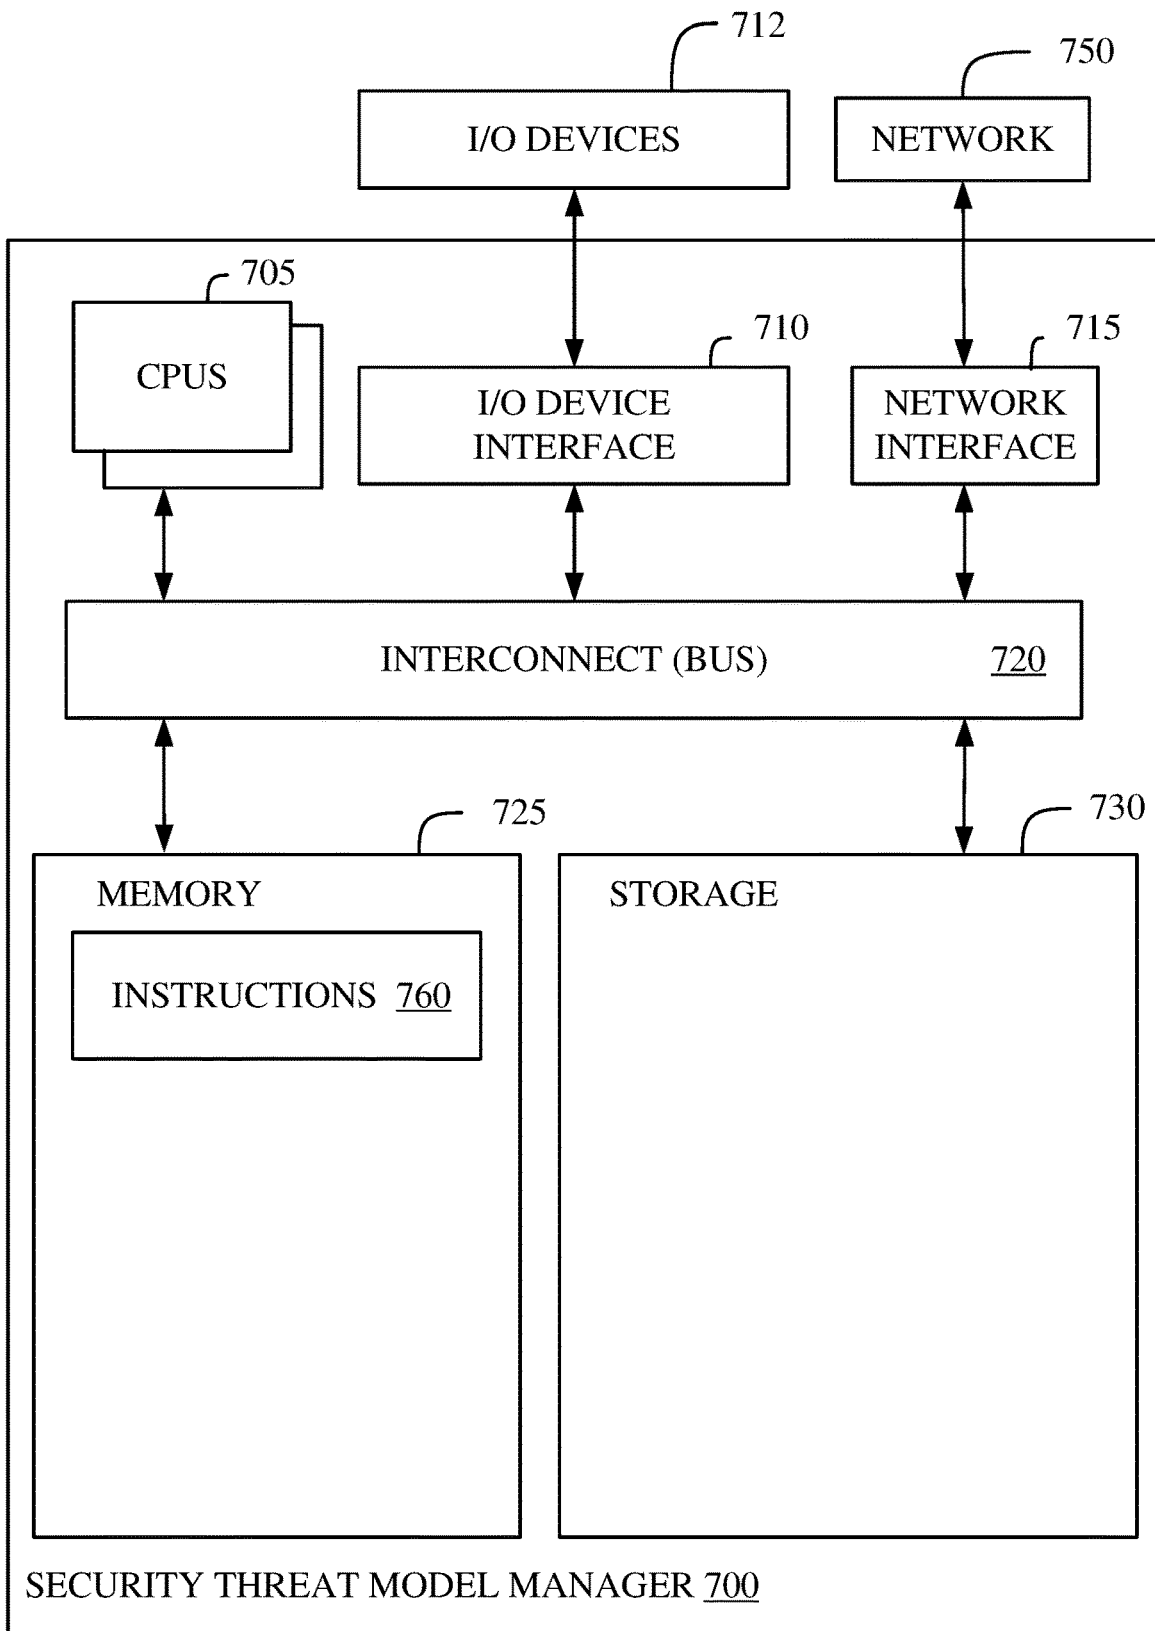 712
750
I/O DEVICES
NETWORK
705
710
715
CPUS
I/O DEVICE
INTERFACE
NETWORK
INTERFACE
INTERCONNECT (BUS) 720
725
730
MEMORY
STORAGE
INSTRUCTIONS 760
SECURITY THREAT MODEL MANAGER 700